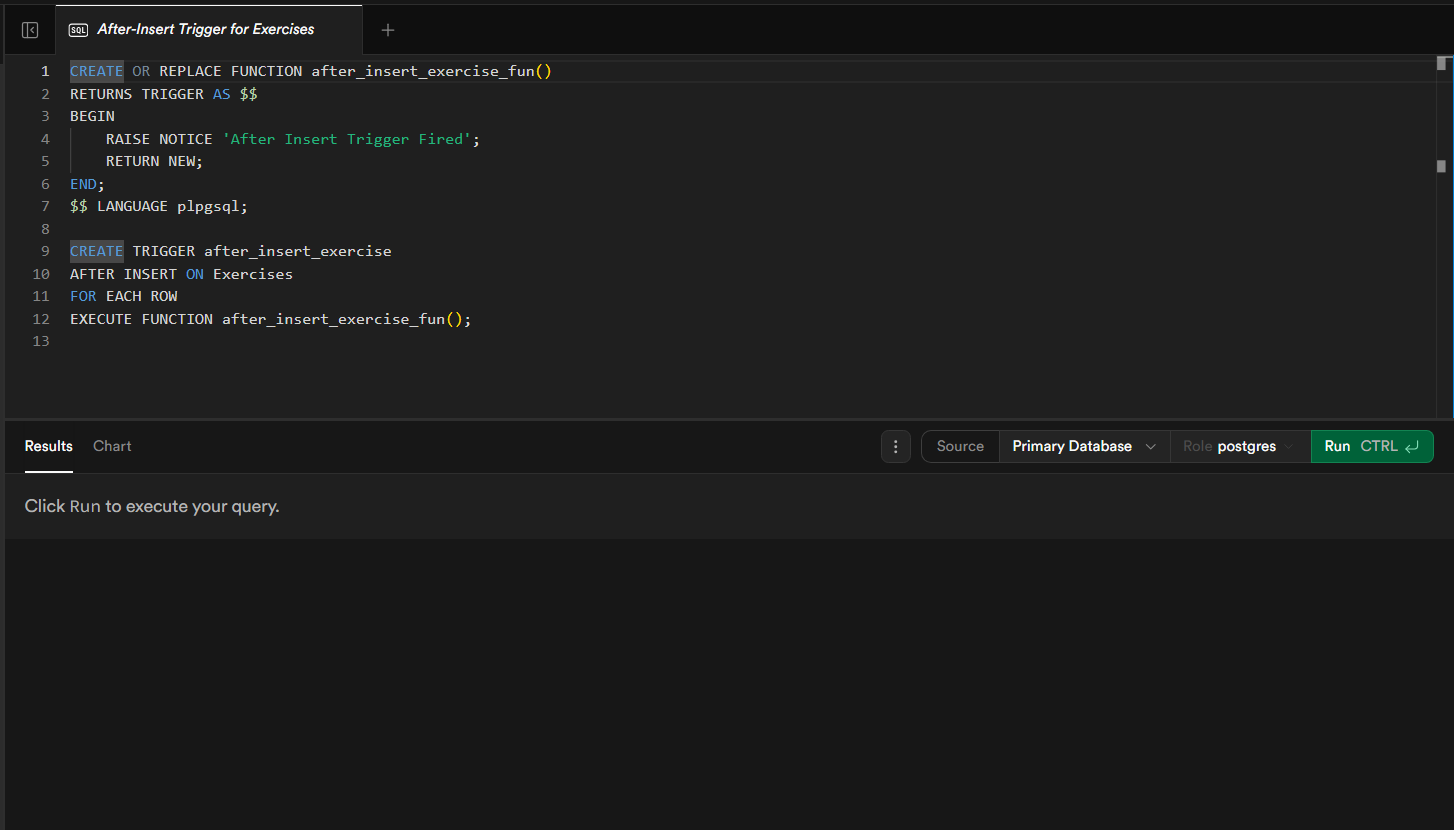 SQL After-Insert Trigger for Exercises
1 CREATE OR REPLACE FUNCTION after_insert_exercise_fun()
2 RETURNS TRIGGER AS $$
3 BEGIN
4     RAISE NOTICE 'After Insert Trigger Fired';
5     RETURN NEW;
6 END;
7 $$ LANGUAGE plpgsql;
8
9 CREATE TRIGGER after_insert_exercise
10 AFTER INSERT ON Exercises
11 FOR EACH ROW
12 EXECUTE FUNCTION after_insert_exercise_fun();
13
Results Chart Source Primary Database Role postgres Run CTRL
Click Run to execute your query.